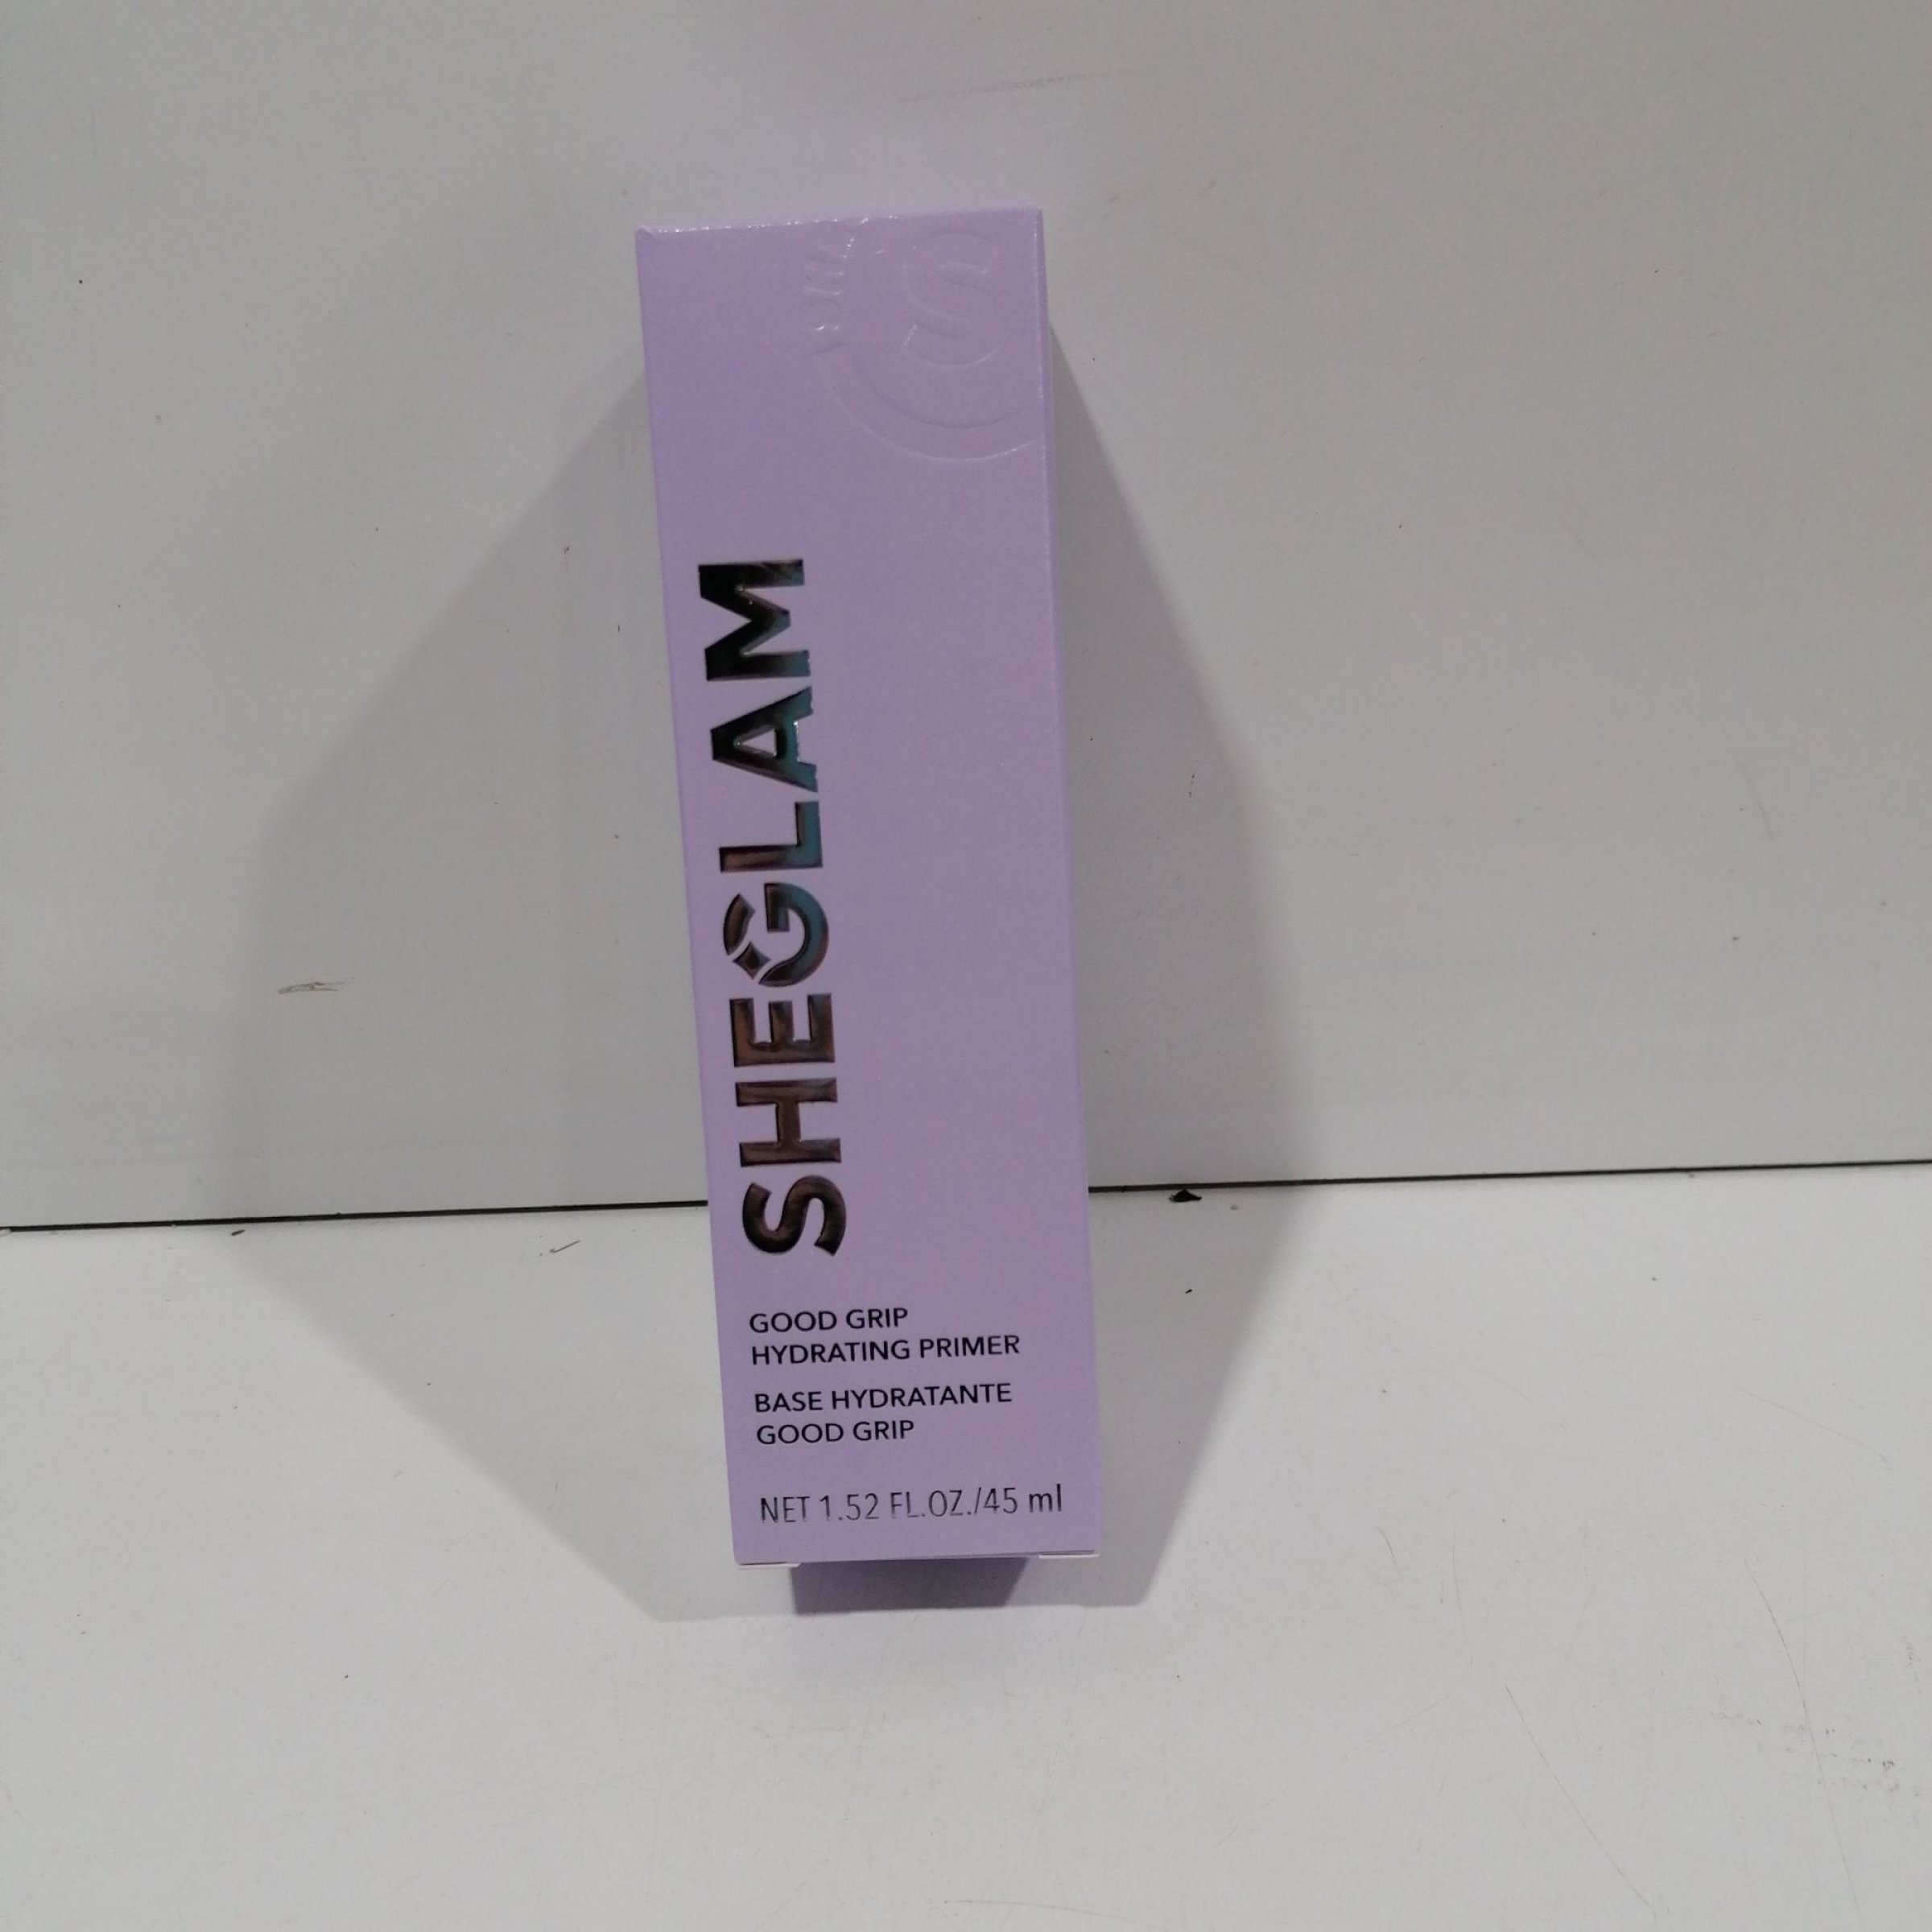 SHEGLAM
GOOD GRIP
HYDRATING PRIMER
BASE HYDRATANTE
GOOD GRIP
NET 1.52 FL.OZ./45 ml